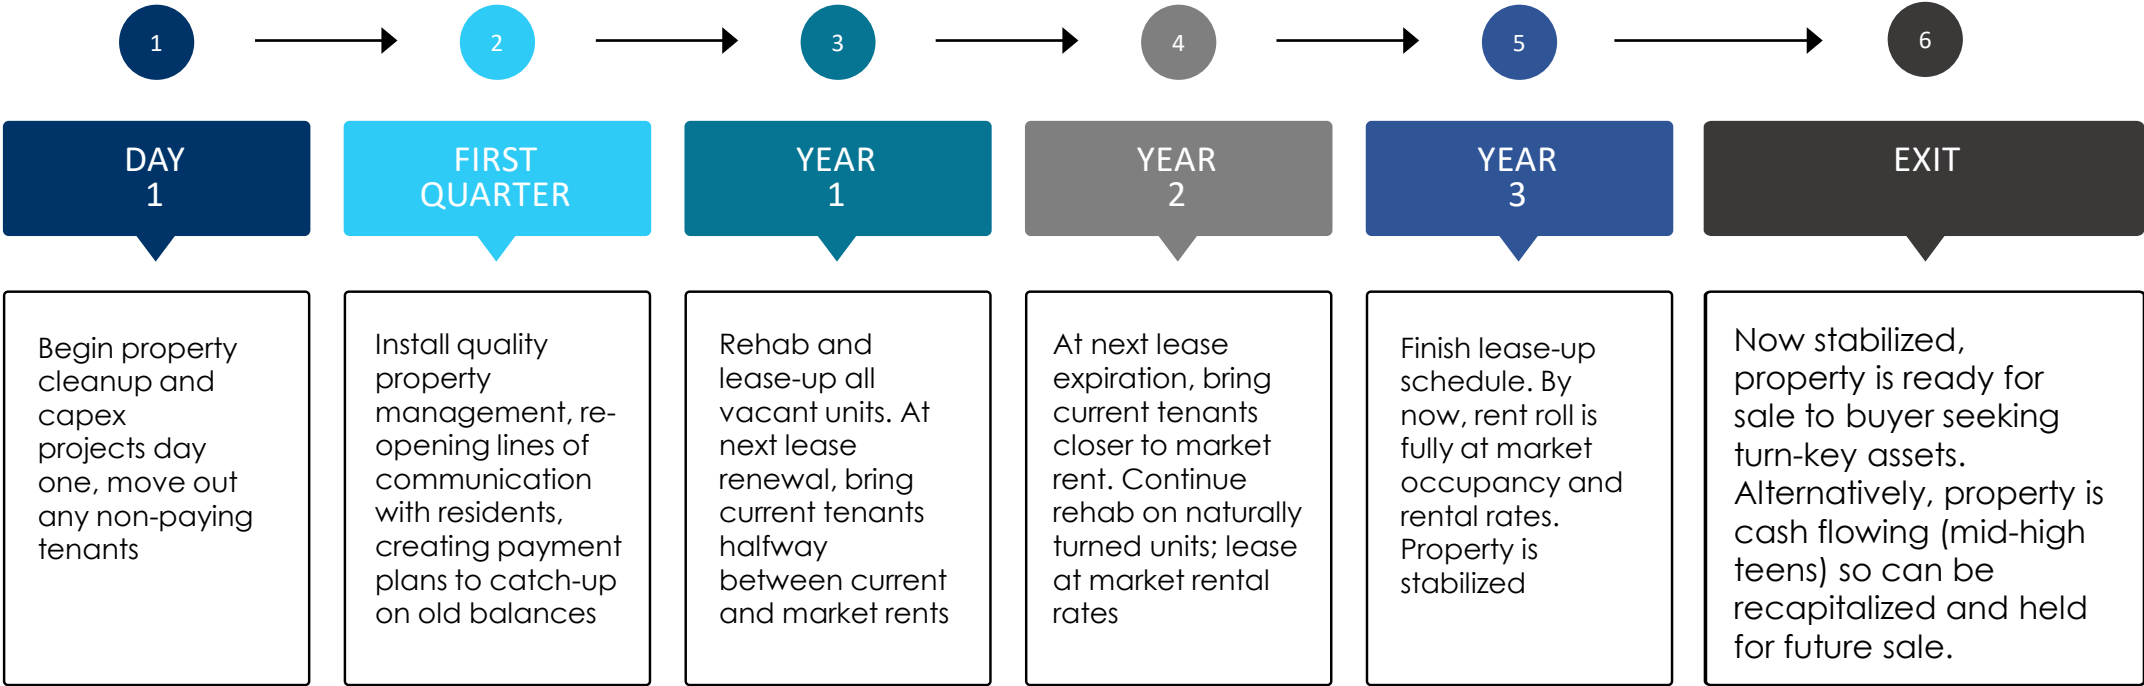 1
2
3
4
5
6
DAY
1
FIRST
QUARTER
YEAR
1
YEAR
2
YEAR
3
EXIT
Begin property
cleanup and
capex
projects day
one, move out
any non-paying
tenants
Install quality
property
management, re-
opening lines of
communication
with residents,
creating payment
plans to catch-up
on old balances
Rehab and
lease-up all
vacant units. At
next lease
renewal, bring
current tenants
halfway
between current
and market rents
At next lease
expiration, bring
current tenants
closer to market
rent. Continue
rehab on naturally
turned units; lease
at market rental
rates
Finish lease-up
schedule. By
now, rent roll is
fully at market
occupancy and
rental rates.
Property is
stabilized
Now stabilized,
property is ready for
sale to buyer seeking
turn-key assets.
Alternatively, property is
cash flowing (mid-high
teens) so can be
recapitalized and held
for future sale.